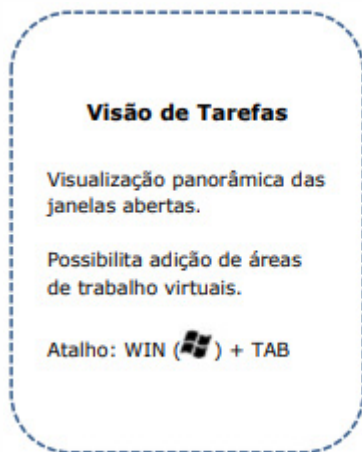 Visão de Tarefas
Visualização panorâmica das
janelas abertas.
Possibilita adição de áreas
de trabalho virtuais.
Atalho: WIN ( ) + TAB